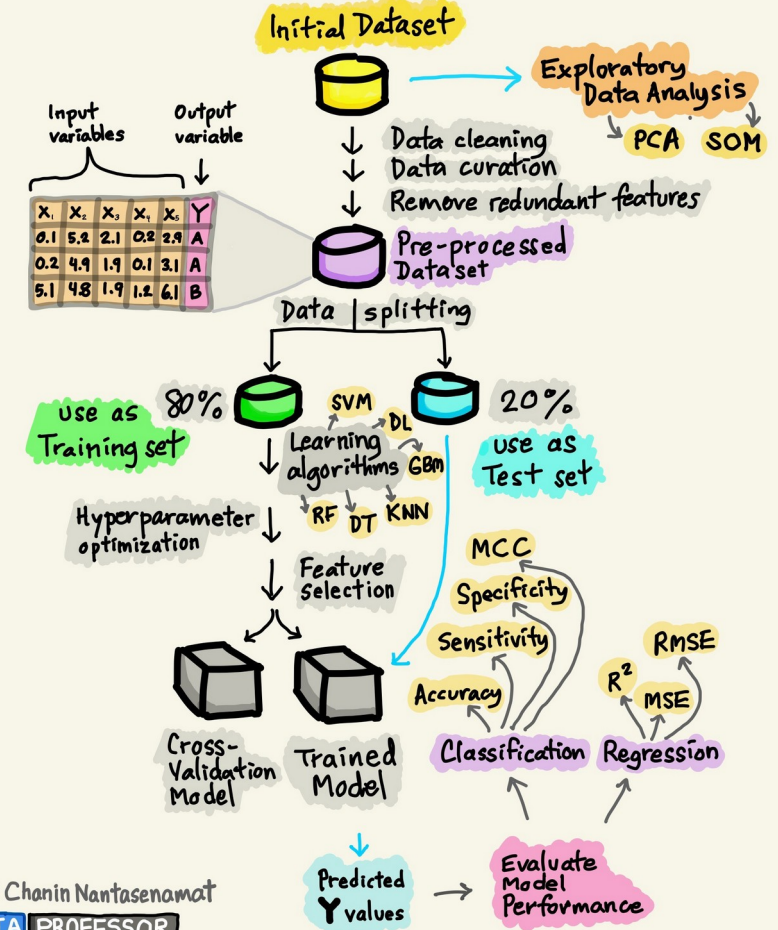 Initial Dataset
Exploratory
Data Analysis
PCA SOM
Input
variables
Output
variable
Data cleaning
Data curation
Remove redundant features
X₁ X₂ X₃ X₄ X₅ Y
0.1 5.2 2.1 0.2 2.9 A
0.2 4.9 1.9 0.1 3.1 A
5.1 4.8 1.9 1.2 6.1 B
Pre-processed
Dataset
Data splitting
80%
use as
Training set
20%
use as
Test set
Learning
algorithms
SVM
DL
GBM
KNN
DT
RF
Hyperparameter
optimization
Feature
selection
Cross-
Validation
Model
Trained
Model
MCC
Specificity
Sensitivity
Accuracy
Classification
RMSE
R²
MSE
Regression
Predicted
Y values
Evaluate
Model
Performance
Chanin Nantasenamat
PROFESSOR